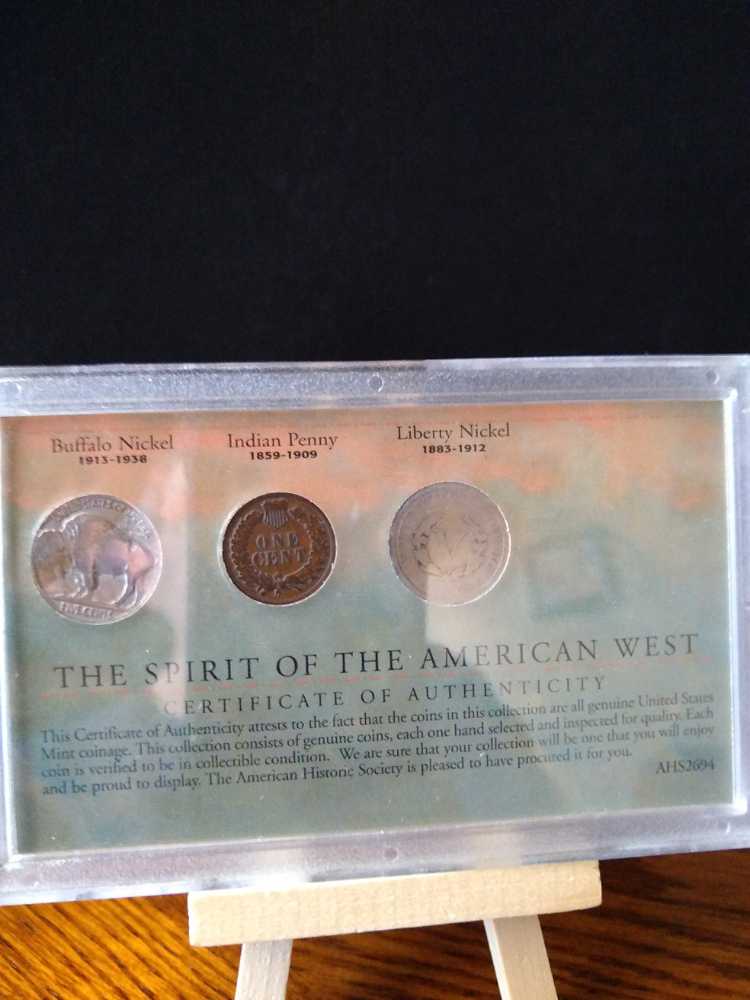 Buffalo Nickel
1913-1938
Indian Penny
1859-1909
Liberty Nickel
1883-1912
ONE
CENT
V
FIVE CENTS
THE SPIRIT OF THE AMERICAN WEST
CERTIFICATE OF AUTHENTICITY
This Certificate of Authenticity attests to the fact that the coins in this collection are all genuine United States
Mint coinage. This collection consists of genuine coins, each one hand selected and inspected for quality. Each
coin is verified to be in collectible condition. We are sure that your collection will be one that you will enjoy
and be proud to display. The American Historic Society is pleased to have procured it for you.
AHS2694